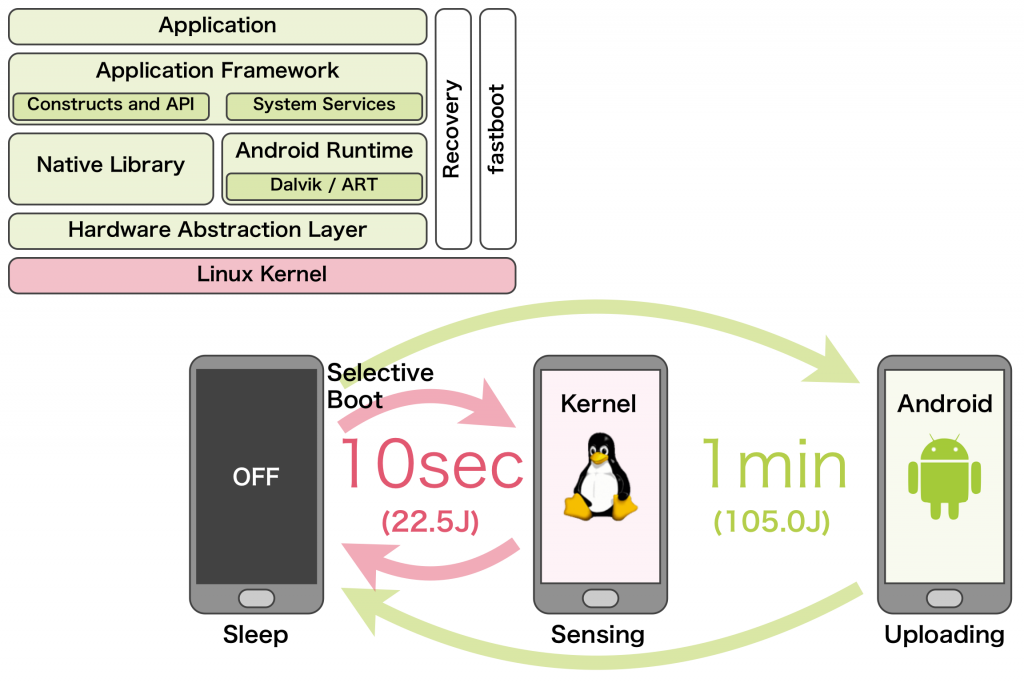 Application
Application Framework
Constructs and API
System Services
Native Library
Android Runtime
Dalvik / ART
Hardware Abstraction Layer
Linux Kernel
Recovery
fastboot
Selective
Boot
OFF
10sec
(22.5J)
Kernel
1min
(105.0J)
Android
Sleep
Sensing
Uploading